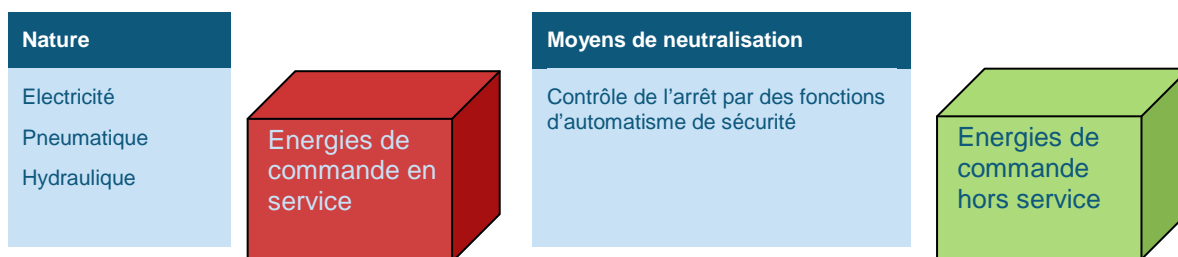 Nature
Electricité
Pneumatique
Hydraulique
Energies de
commande en
service
Moyens de neutralisation
Contrôle de l'arrêt par des fonctions
d'automatisme de sécurité
Energies de
commande
hors service